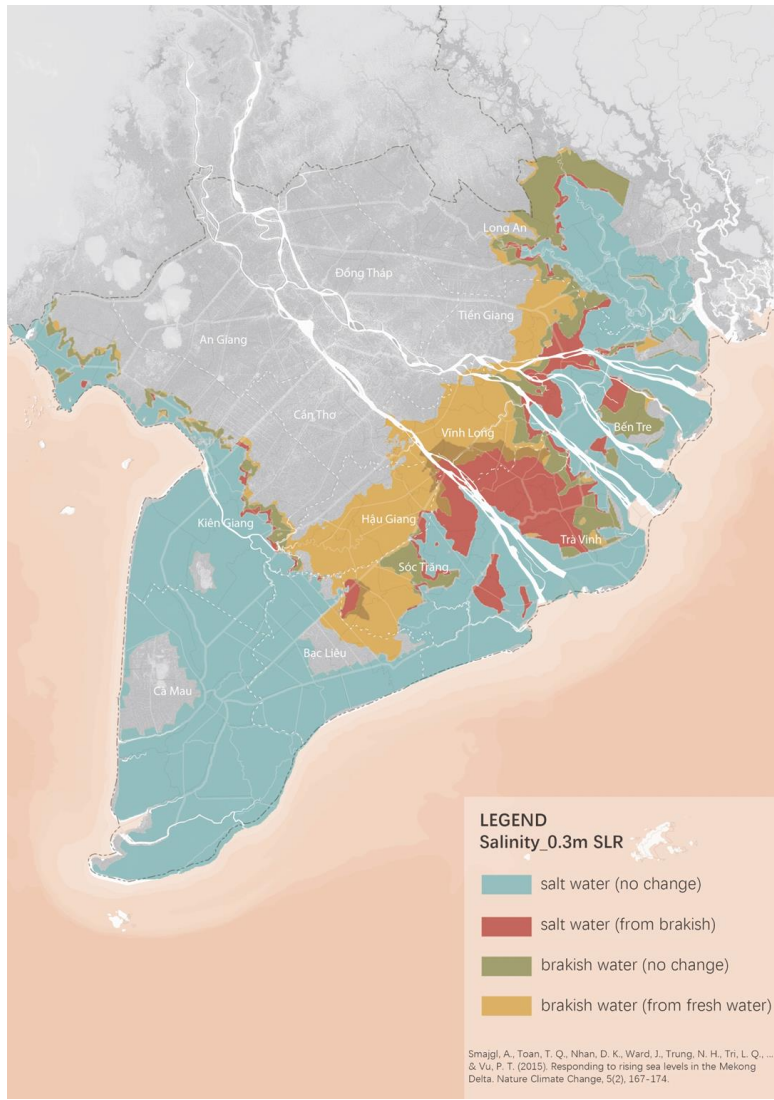 Long An
Đồng Tháp
Tiền Giang
An Giang
Cần Thơ
Vĩnh Long
Bến Tre
Hậu Giang
Kiên Giang
Trà Vinh
Sóc Trăng
Bạc Liêu
Cà Mau
LEGEND
Salinity_0.3m SLR
salt water (no change)
salt water (from brakish)
brakish water (no change)
brakish water (from fresh water)
Smajgl, A., Toan, T. Q., Nhan, D. K., Ward, J., Trung, N. H., Tri, L. Q., ...
& Vu, P. T. (2015). Responding to rising sea levels in the Mekong
Delta. Nature Climate Change, 5(2), 167-174.